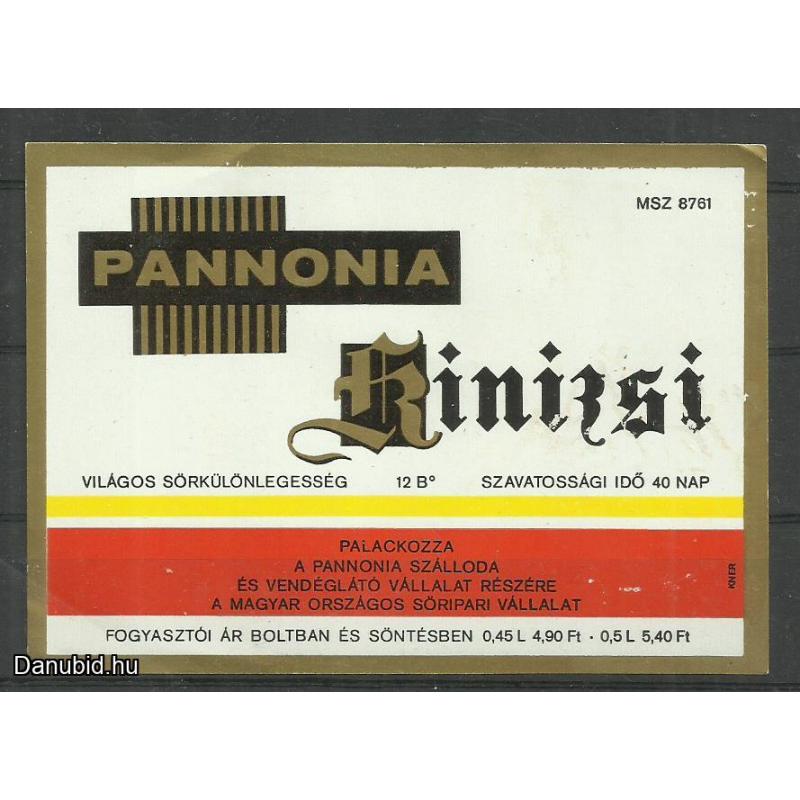 MSZ 8761
PANNONIA
Kinizsi
VILÁGOS SÖRKÜLÖNLEGESSÉG 12 B° SZAVATOSSÁGI IDŐ 40 NAP
PALACKOZZA
A PANNONIA SZÁLLODA
ÉS VENDÉGLÁTÓ VÁLLALAT RÉSZÉRE
A MAGYAR ORSZÁGOS SÖRIPARI VÁLLALAT
KNER
FOGYASZTÓI ÁR BOLTBAN ÉS SÖNTÉSBEN 0,45 L 4,90 Ft · 0,5 L 5,40 Ft
Danubid.hu